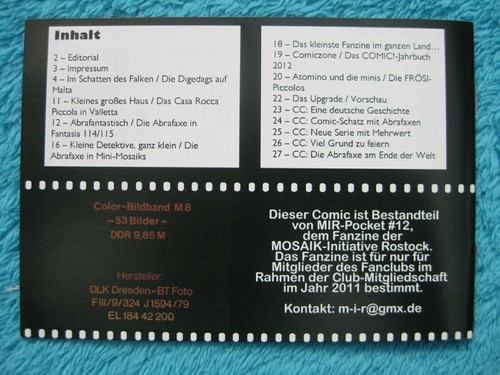 Inhalt
2 – Editorial
3 – Impressum
4 – Im Schatten des Falken / Die Digedags auf
Malta
11 – Kleines großes Haus / Das Casa Rocca
Piccola in Valletta
12 – Abrafantastisch / Die Abrafaxe in
Fantasia 114/115
16 – Kleine Detektive, ganz klein / Die
Abrafaxe in Mini-Mosaiks
18 – Das kleinste Fanzine im ganzen Land...
19 – Comiczone / Das COMIC!-Jahrbuch
2012
20 – Atomino und die minis / Die FRÖSI-
Piccolos
22 – Das Upgrade / Vorschau
23 – CC: Eine deutsche Geschichte
24 – CC: Comic-Schatz mit Abrafaxen
25 – CC: Neue Serie mit Mehrwert
26 – CC: Viel Grund zu feiern
27 – CC: Die Abrafaxe am Ende der Welt
Color-Bildband M 8
– 53 Bilder –
DDR 9,85 M
Hersteller:
DLK Dresden – BT Foto
FIII/9/324 J1594/79
EL 184 42 200
Dieser Comic ist Bestandteil
von MIR-Pocket #12,
dem Fanzine der
MOSAIK-Initiative Rostock.
Das Fanzine ist für nur für
Mitglieder des Fanclubs im
Rahmen der Club-Mitgliedschaft
im Jahr 2011 bestimmt.
Kontakt: m-i-r@gmx.de